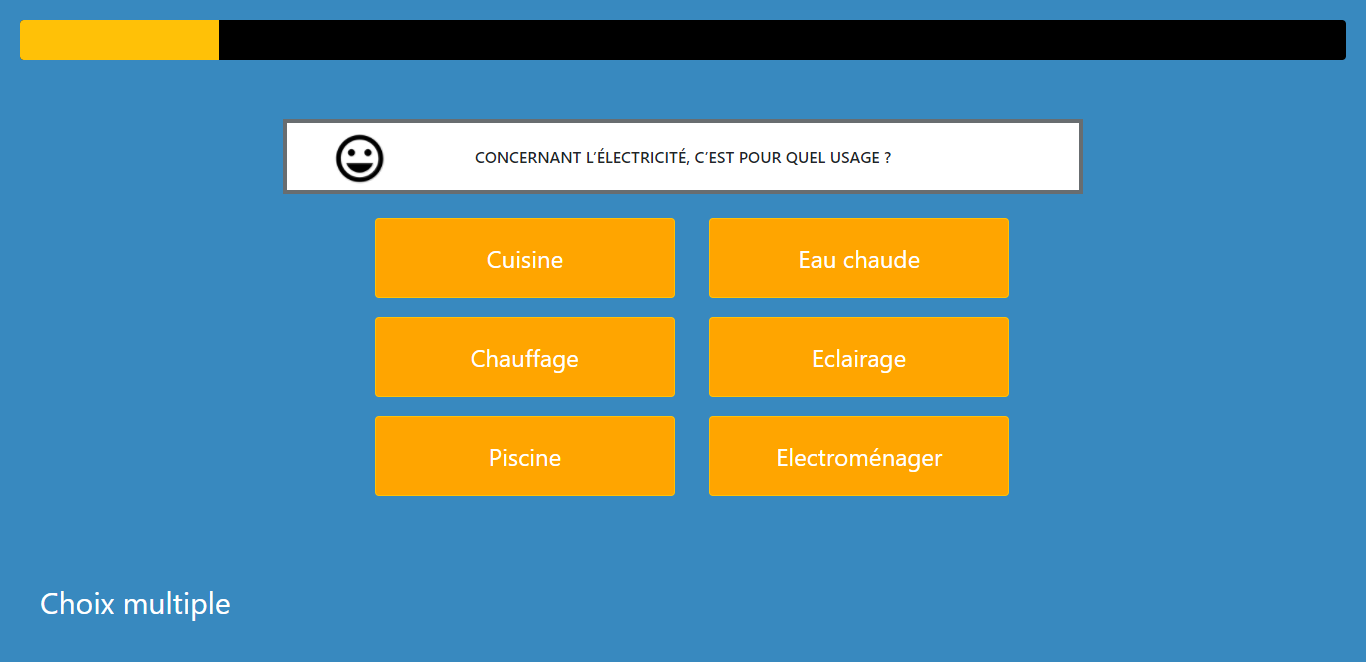 CONCERNANT L’ÉLECTRICITÉ, C’EST POUR QUEL USAGE ?
Cuisine
Eau chaude
Chauffage
Eclairage
Piscine
Electroménager
Choix multiple